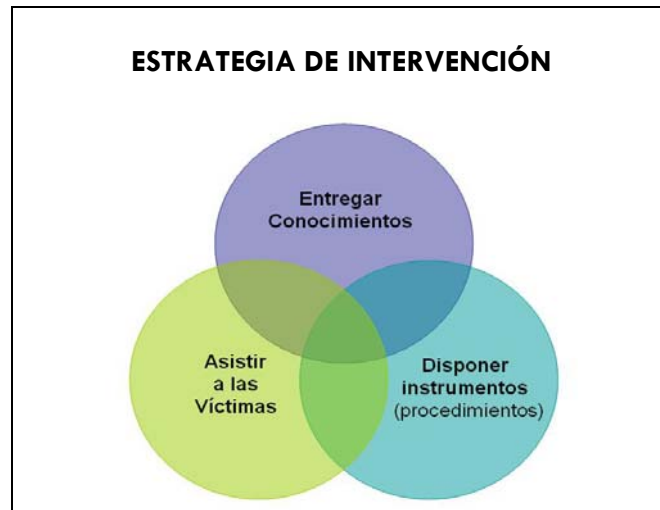 ESTRATEGIA DE INTERVENCIÓN
Entregar
Conocimientos
Asistir
a las
Víctimas
Disponer
instrumentos
(procedimientos)